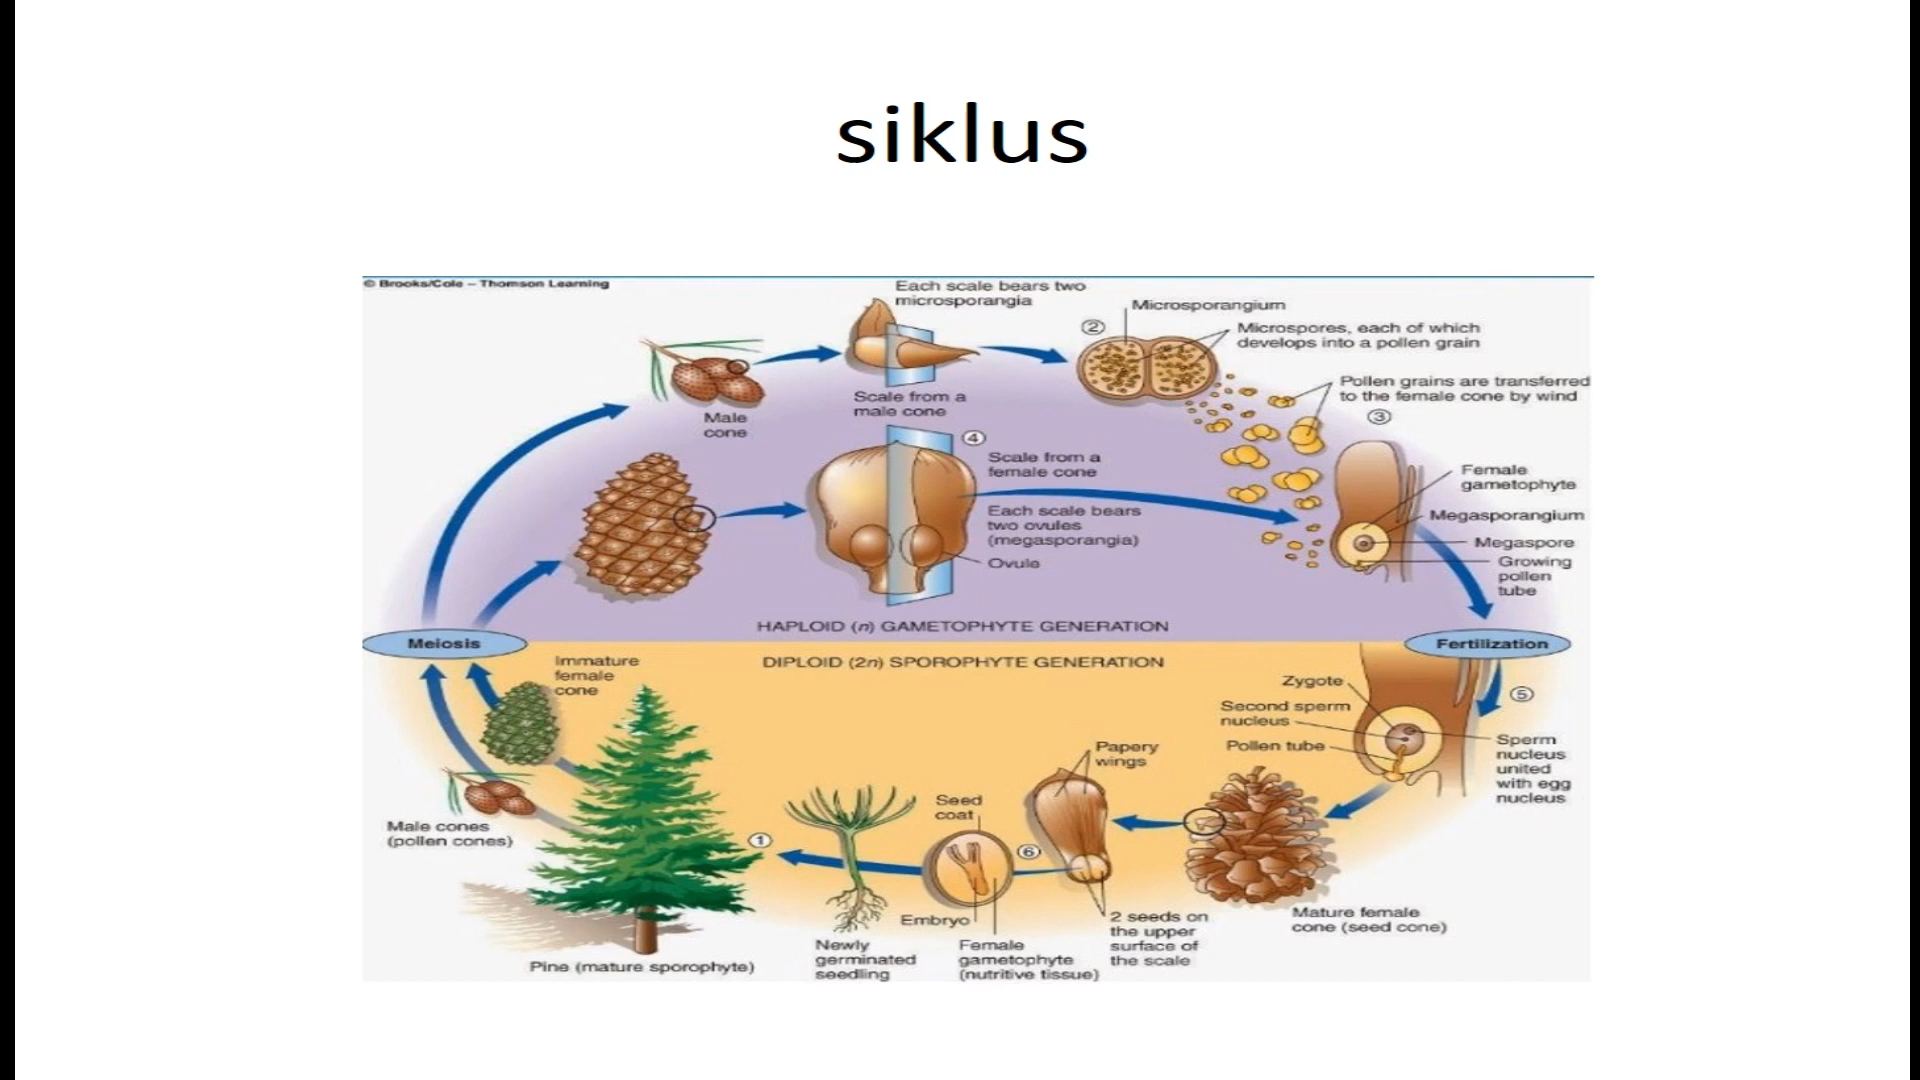 siklus
© Brooks/Cole – Thomson Learning
Each scale bears two
microsporangia
Microsporangium
②
Microspores, each of which
develops into a pollen grain
Pollen grains are transferred
to the female cone by wind
③
Scale from a
male cone
Male
cone
④
Scale from a
female cone
Each scale bears
two ovules
(megasporangia)
Ovule
Female
gametophyte
Megasporangium
Megaspore
Growing
pollen
tube
HAPLOID (n) GAMETOPHYTE GENERATION
Meiosis
Fertilization
DIPLOID (2n) SPOROPHYTE GENERATION
Immature
female
cone
Zygote
Second sperm
nucleus
Pollen tube
⑤
Sperm
nucleus
united
with egg
nucleus
Papery
wings
Seed
coat
Male cones
(pollen cones)
①
⑥
Embryo
2 seeds on
the upper
surface of
the scale
Mature female
cone (seed cone)
Newly
germinated
seedling
Female
gametophyte
(nutritive tissue)
Pine (mature sporophyte)